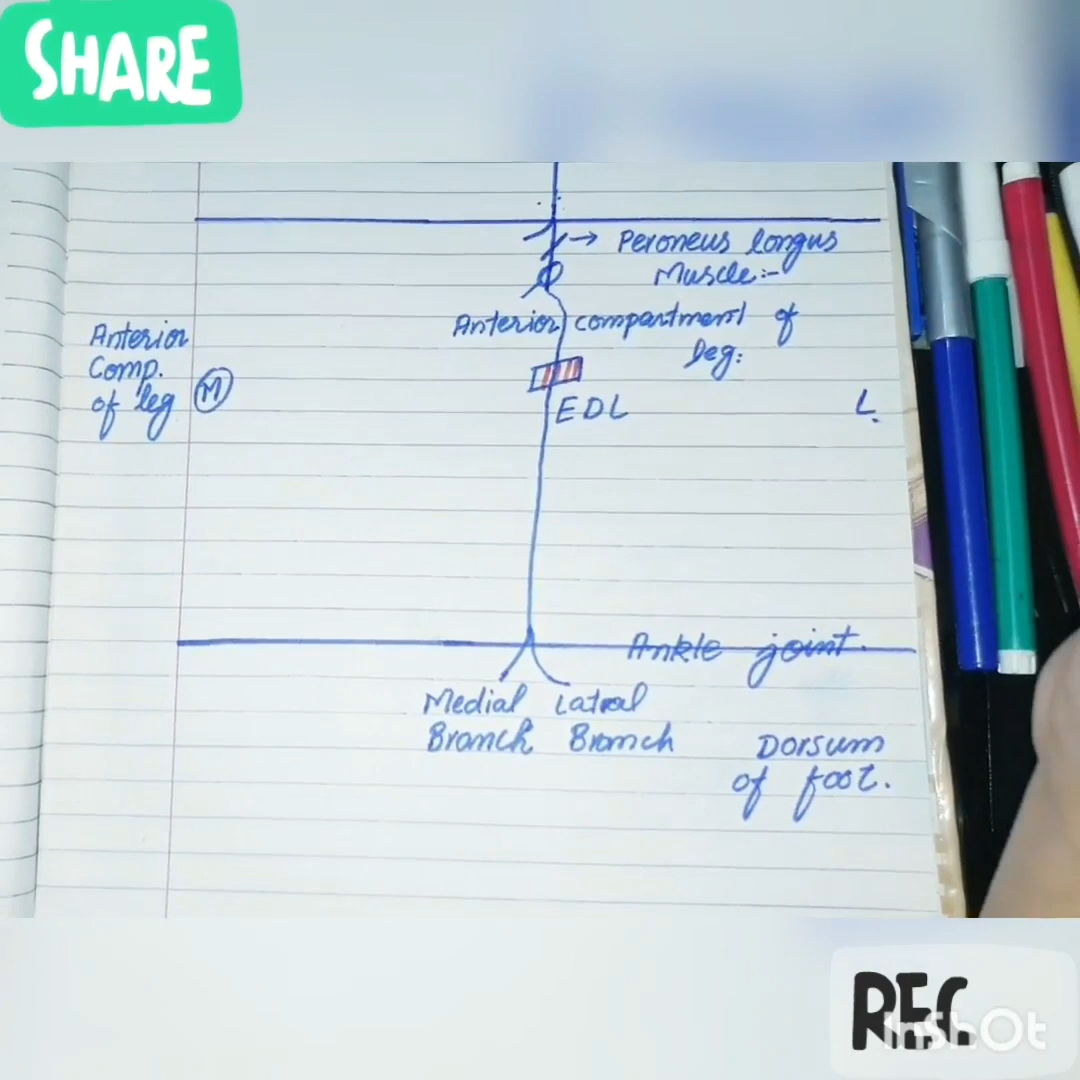 SHARE
→ Peroneus longus
Muscle:-
Anterior compartment of
leg:
Anterior
Comp.
of leg
M
EDL
L.
Ankle joint.
Medial Latral
Branch Branch
Dorsum
of foot.
REC
InShOt